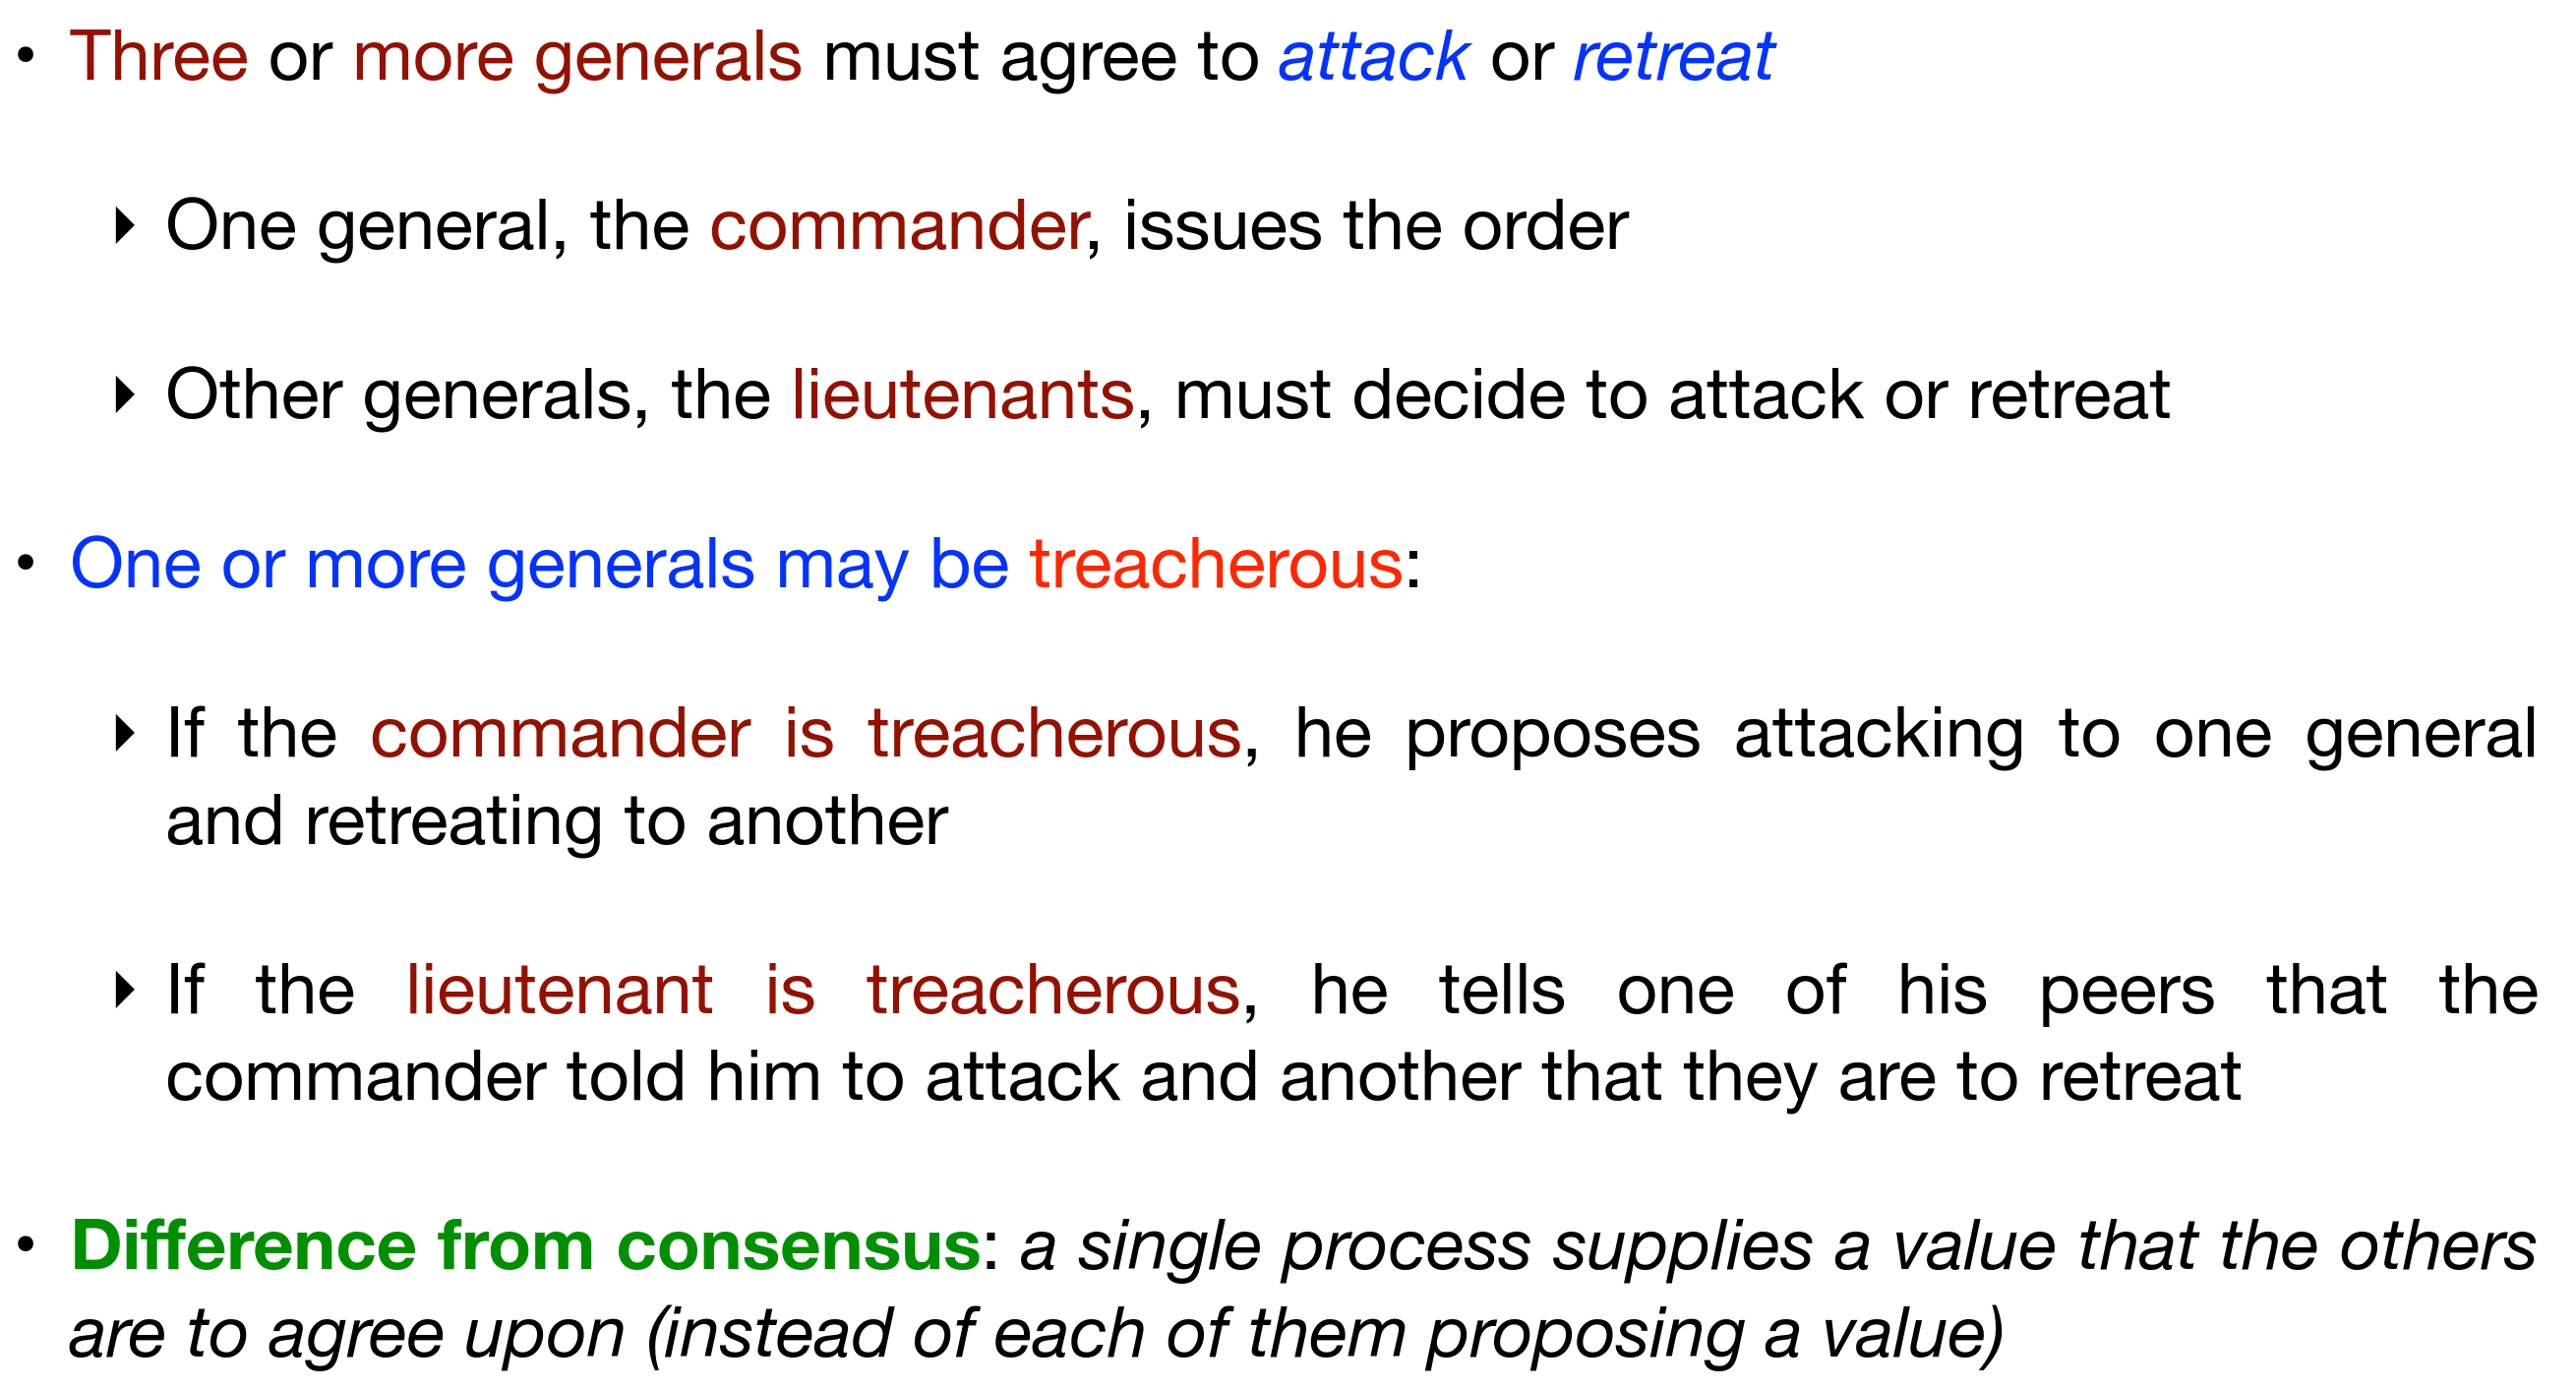 • Three or more generals must agree to attack or retreat
‣ One general, the commander, issues the order
‣ Other generals, the lieutenants, must decide to attack or retreat
• One or more generals may be treacherous:
‣ If the commander is treacherous, he proposes attacking to one general
and retreating to another
‣ If the lieutenant is treacherous, he tells one of his peers that the
commander told him to attack and another that they are to retreat
• Difference from consensus: a single process supplies a value that the others
are to agree upon (instead of each of them proposing a value)